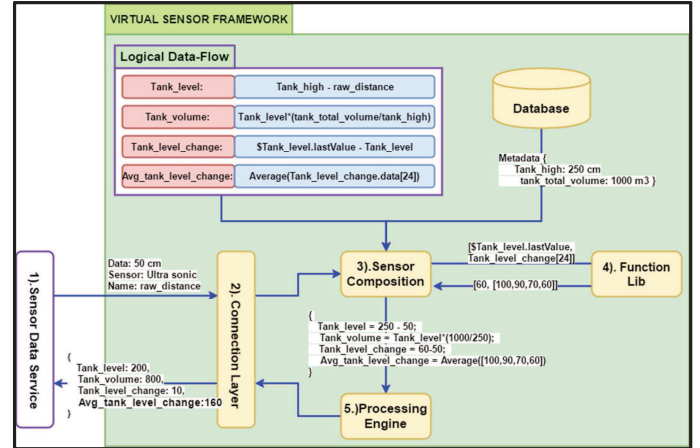 VIRTUAL SENSOR FRAMEWORK
Logical Data-Flow
Tank_level: Tank_high - raw_distance
Tank_volume: Tank_level*(tank_total_volume/tank_high)
Tank_level_change: $Tank_level.lastValue - Tank_level
Avg_tank_level_change: Average(Tank_level_change.data[24])
Database
Metadata {
Tank_high: 250 cm
tank_total_volume: 1000 m3 }
1).Sensor Data Service
Data: 50 cm
Sensor: Ultra sonic
Name: raw_distance
2). Connection Layer
3).Sensor
Composition
[$Tank_level.lastValue,
Tank_level_change[24]]
4). Function
Lib
[60, [100,90,70,60]]
{
Tank_level = 250 - 50;
Tank_volume = Tank_level*(1000/250);
Tank_level_change = 60-50;
Avg_tank_level_change = Average([100,90,70,60])
}
{
Tank_level: 200,
Tank_volume: 800,
Tank_level_change: 10,
Avg_tank_level_change:160
}
5.)Processing
Engine